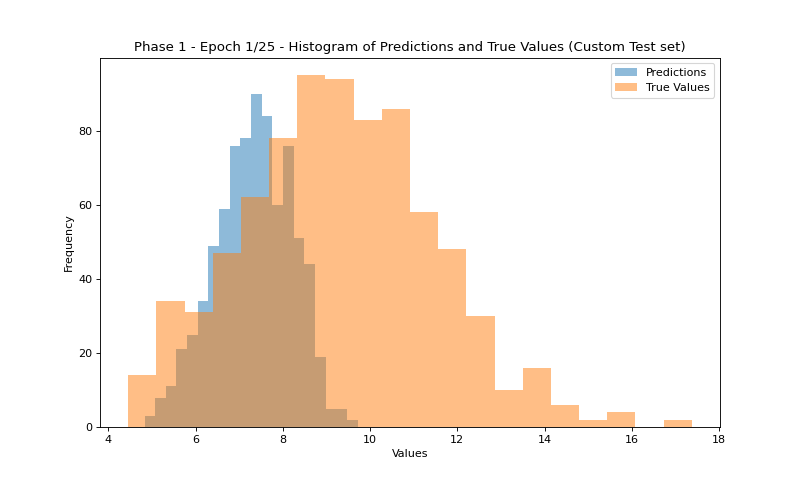 Phase 1 - Epoch 1/25 - Histogram of Predictions and True Values (Custom Test set)
Predictions
True Values
Frequency
80
60
40
20
0
4 6 8 10 12 14 16 18
Values